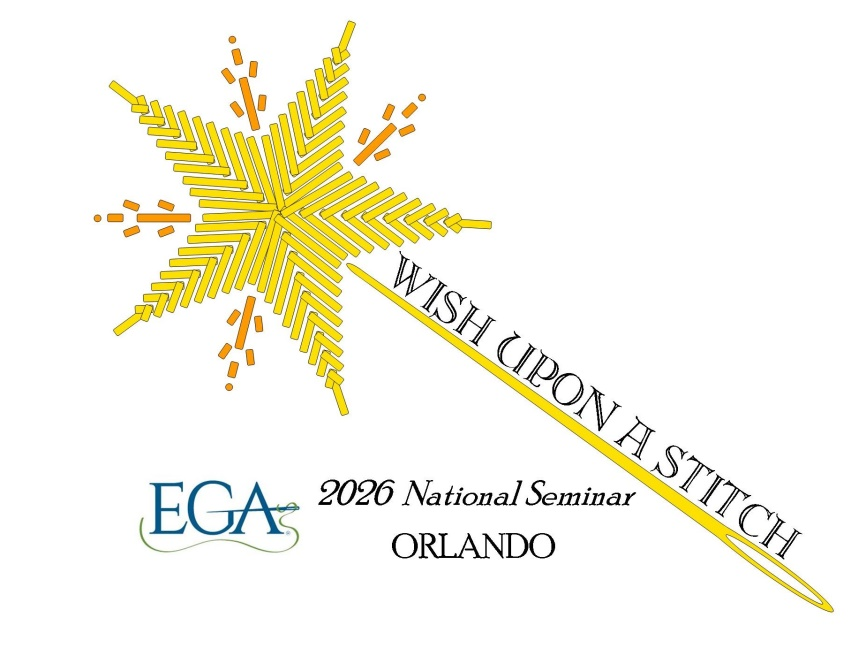 WISH UPON A STITCH
EGA
2026 National Seminar
ORLANDO